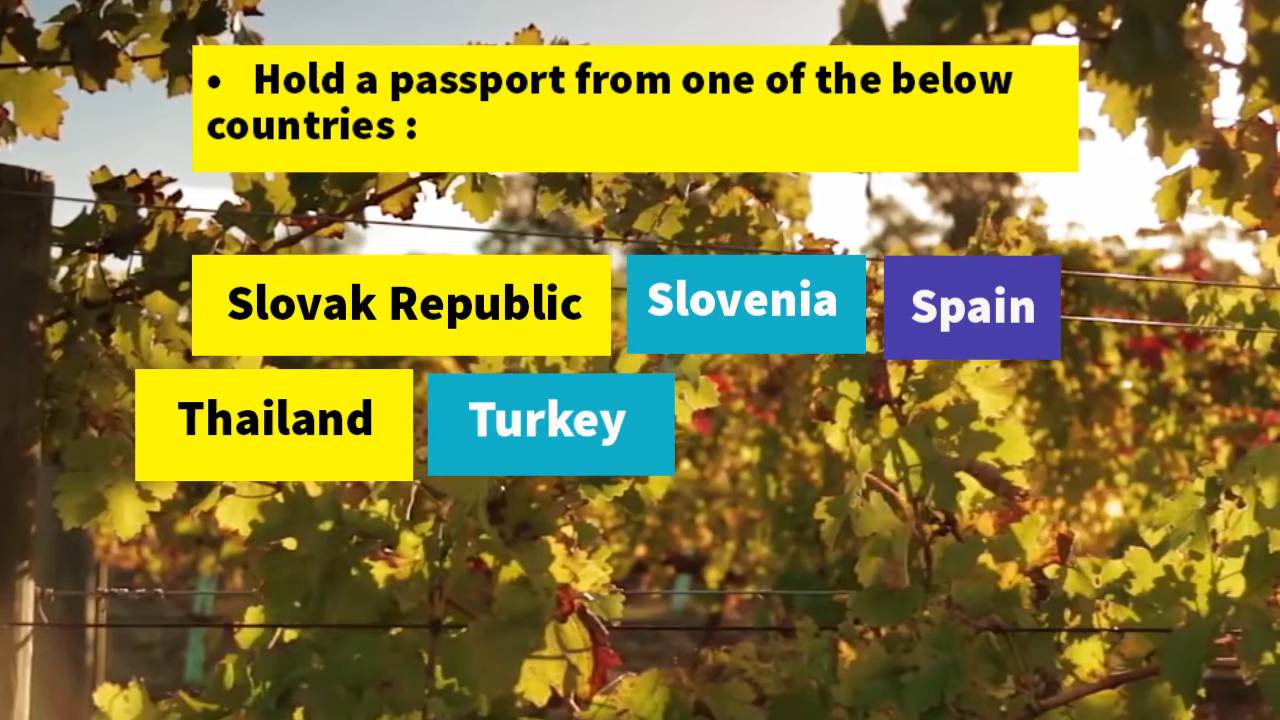 • Hold a passport from one of the below
countries :
Slovak Republic
Slovenia
Spain
Thailand
Turkey